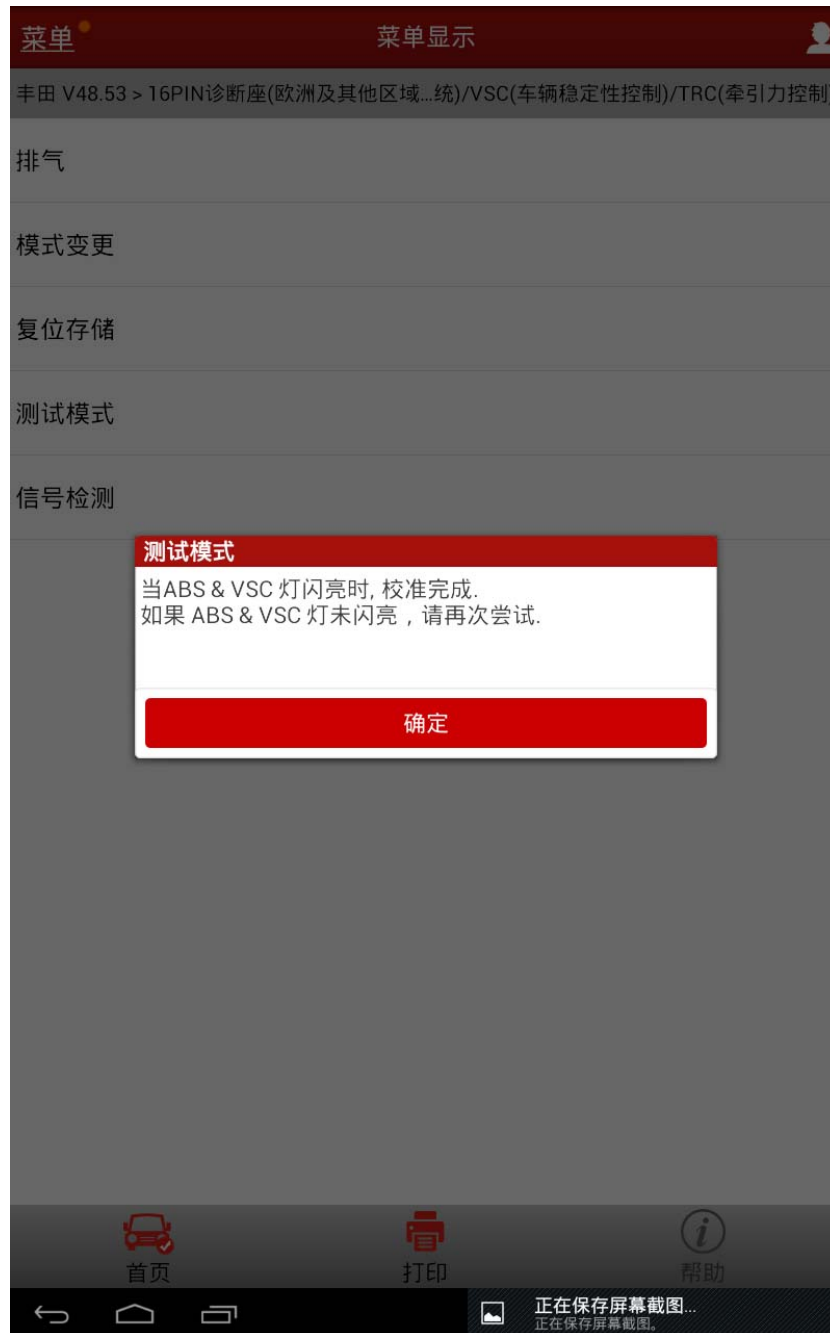 菜单
菜单显示
丰田 V48.53 > 16PIN诊断座(欧洲及其他区域...统)/VSC(车辆稳定性控制)/TRC(牵引力控制)
排气
模式变更
复位存储
测试模式
信号检测
测试模式
当ABS & VSC 灯闪亮时, 校准完成.
如果 ABS & VSC 灯未闪亮，请再次尝试.
确定
首页
打印
帮助
正在保存屏幕截图...
正在保存屏幕截图。